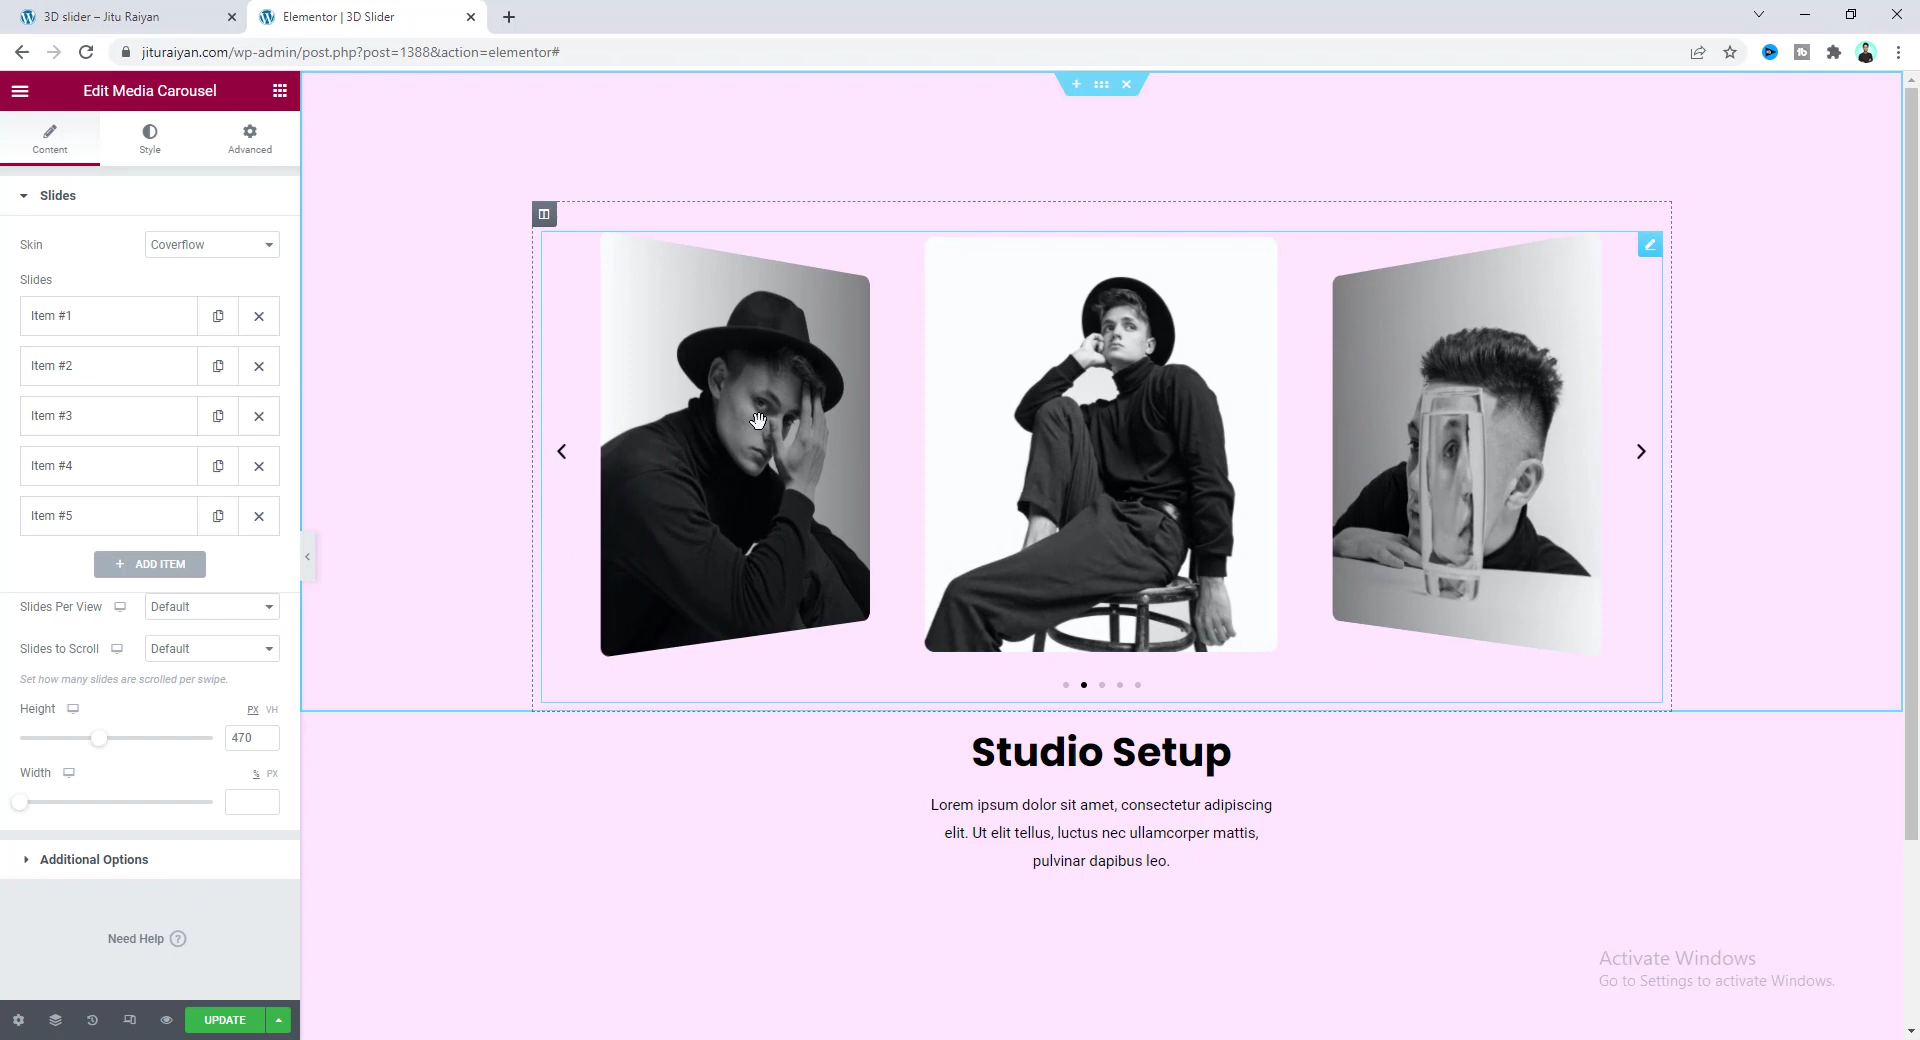 3D slider – Jitu Raiyan
Elementor | 3D Slider
jituraiyan.com/wp-admin/post.php?post=1388&action=elementor#
Edit Media Carousel
Content
Style
Advanced
Slides
Skin
Coverflow
Slides
Item #1
Item #2
Item #3
Item #4
Item #5
+ ADD ITEM
Slides Per View
Default
Slides to Scroll
Default
Set how many slides are scrolled per swipe.
Height
PX VH
470
Width
% PX
Additional Options
Need Help ?
UPDATE
Studio Setup
Lorem ipsum dolor sit amet, consectetur adipiscing
elit. Ut elit tellus, luctus nec ullamcorper mattis,
pulvinar dapibus leo.
Activate Windows
Go to Settings to activate Windows.